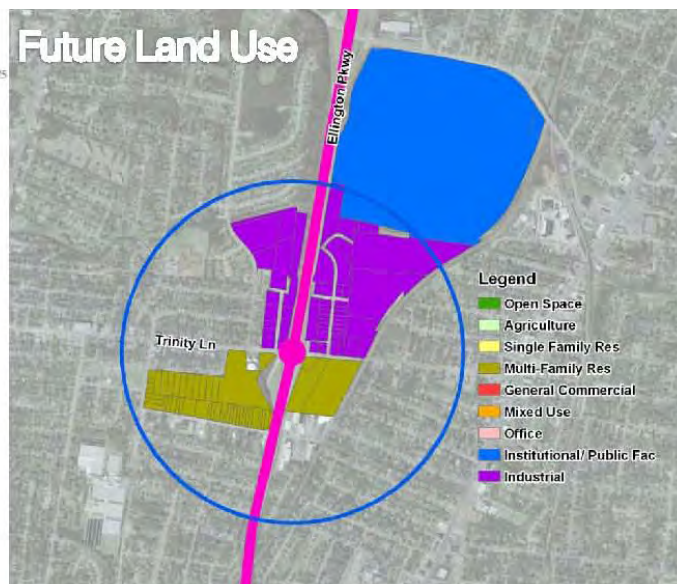 Future Land Use
75
Ellington Pkwy
Trinity Ln
Legend
Open Space
Agriculture
Single Family Res
Multi-Family Res
General Commercial
Mixed Use
Office
Institutional/ Public Fac
Industrial